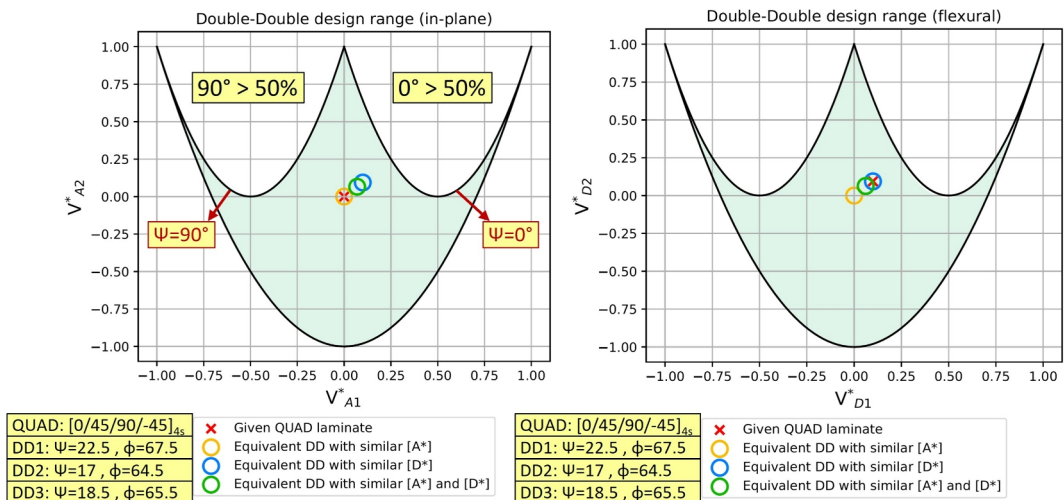 Double-Double design range (in-plane)
1.00
0.75
0.50
0.25
0.00
−0.25
−0.50
−0.75
−1.00
V*A2
90° > 50%
0° > 50%
Ψ=90°
Ψ=0°
−1.00 −0.75 −0.50 −0.25 0.00 0.25 0.50 0.75 1.00
V*A1
QUAD: [0/45/90/-45]4s
DD1: Ψ=22.5 , ϕ=67.5
DD2: Ψ=17 , ϕ=64.5
DD3: Ψ=18.5 , ϕ=65.5
Given QUAD laminate
Equivalent DD with similar [A*]
Equivalent DD with similar [D*]
Equivalent DD with similar [A*] and [D*]
Double-Double design range (flexural)
1.00
0.75
0.50
0.25
0.00
−0.25
−0.50
−0.75
−1.00
V*D2
−1.00 −0.75 −0.50 −0.25 0.00 0.25 0.50 0.75 1.00
V*D1
QUAD: [0/45/90/-45]4s
DD1: Ψ=22.5 , ϕ=67.5
DD2: Ψ=17 , ϕ=64.5
DD3: Ψ=18.5 , ϕ=65.5
Given QUAD laminate
Equivalent DD with similar [A*]
Equivalent DD with similar [D*]
Equivalent DD with similar [A*] and [D*]